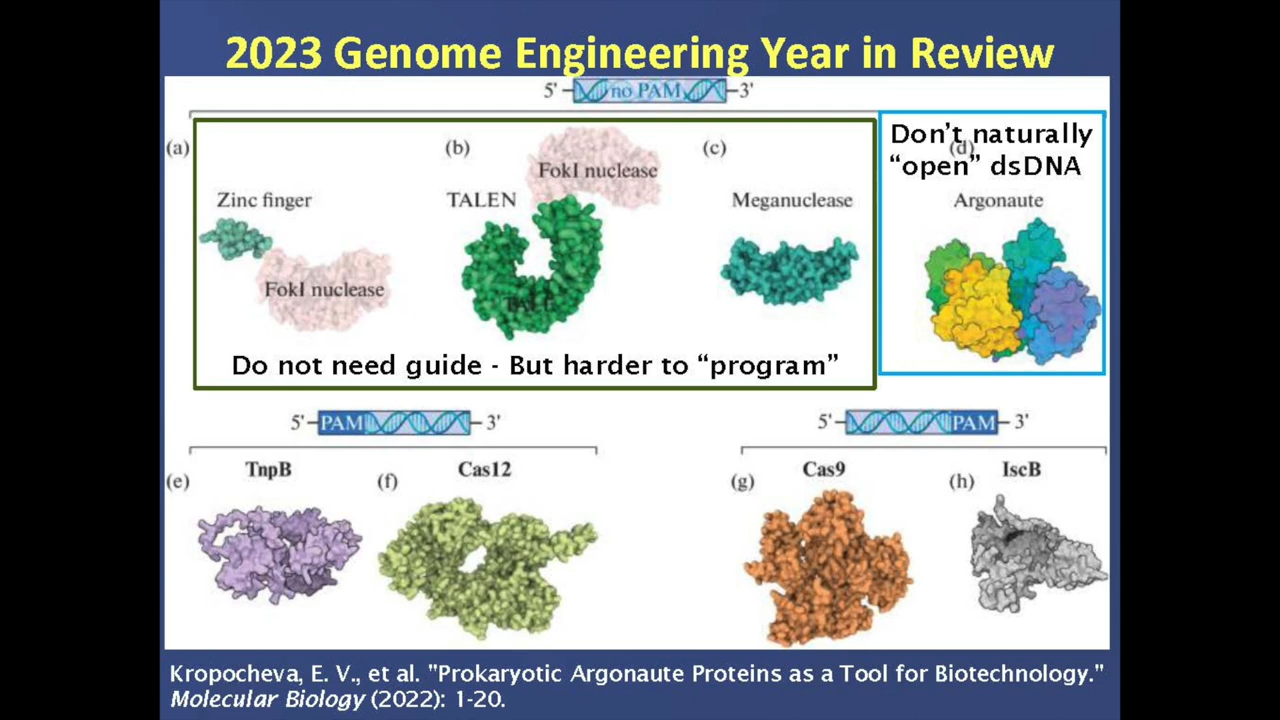 2023 Genome Engineering Year in Review
5' no PAM 3'
(a)
(b)
(c)
(d)
Don't naturally
"open" dsDNA
FokI nuclease
Zinc finger
TALEN
Meganuclease
Argonaute
FokI nuclease
Do not need guide - But harder to "program"
5' PAM 3'
5' PAM 3'
TnpB
Cas12
Cas9
IscB
(e)
(f)
(g)
(h)
Kropocheva, E. V., et al. "Prokaryotic Argonaute Proteins as a Tool for Biotechnology."
Molecular Biology (2022): 1-20.